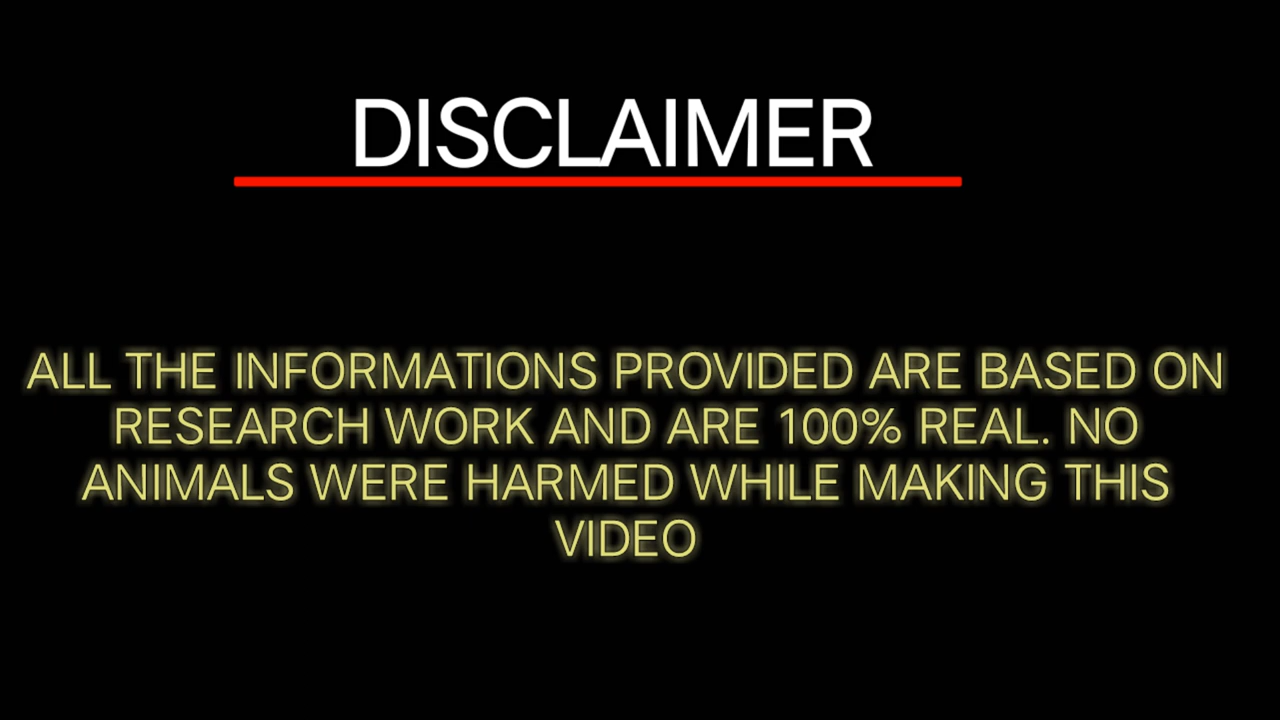 DISCLAIMER
ALL THE INFORMATIONS PROVIDED ARE BASED ON
RESEARCH WORK AND ARE 100% REAL. NO
ANIMALS WERE HARMED WHILE MAKING THIS
VIDEO